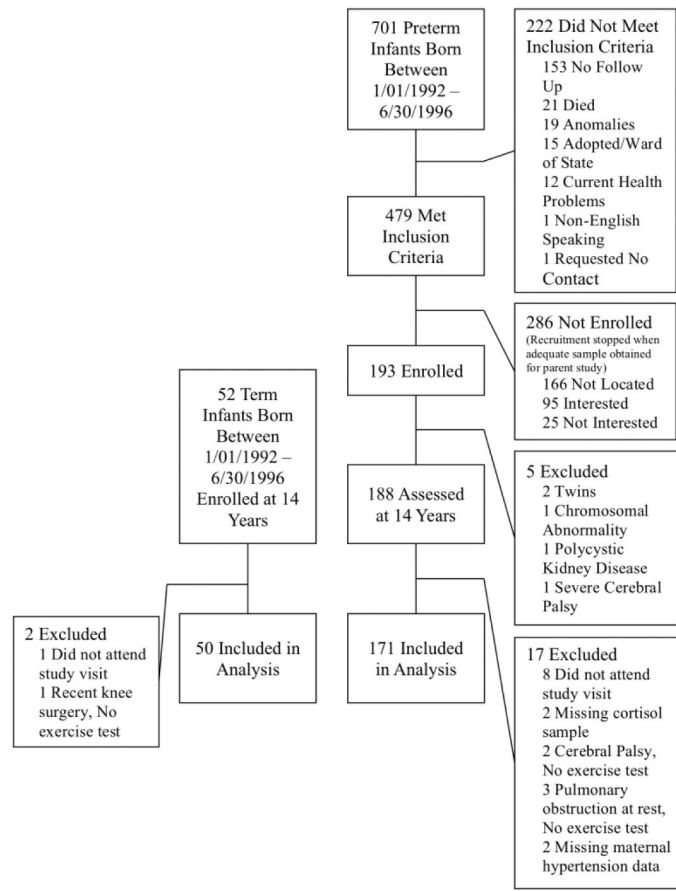 701 Preterm
Infants Born
Between
1/01/1992 –
6/30/1996
222 Did Not Meet
Inclusion Criteria
153 No Follow
Up
21 Died
19 Anomalies
15 Adopted/Ward
of State
12 Current Health
Problems
1 Non-English
Speaking
1 Requested No
Contact
479 Met
Inclusion
Criteria
286 Not Enrolled
(Recruitment stopped when
adequate sample obtained
for parent study)
166 Not Located
95 Interested
25 Not Interested
193 Enrolled
52 Term
Infants Born
Between
1/01/1992 –
6/30/1996
Enrolled at 14
Years
188 Assessed
at 14 Years
5 Excluded
2 Twins
1 Chromosomal
Abnormality
1 Polycystic
Kidney Disease
1 Severe Cerebral
Palsy
2 Excluded
1 Did not attend
study visit
1 Recent knee
surgery, No
exercise test
50 Included in
Analysis
171 Included
in Analysis
17 Excluded
8 Did not attend
study visit
2 Missing cortisol
sample
2 Cerebral Palsy,
No exercise test
3 Pulmonary
obstruction at rest,
No exercise test
2 Missing maternal
hypertension data